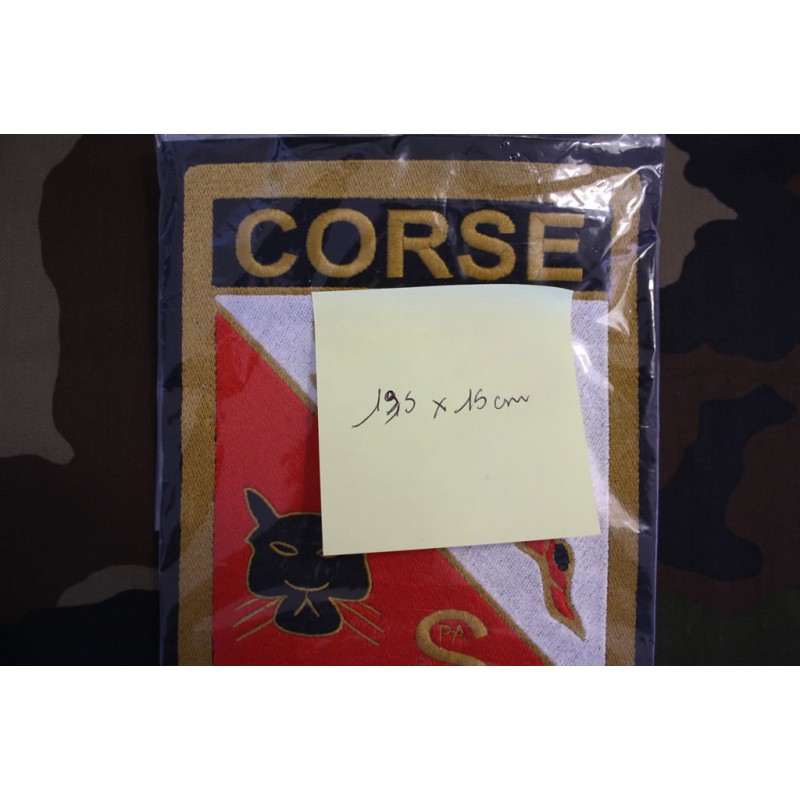 CORSE
19,5 x 15 cm
P.A.
S